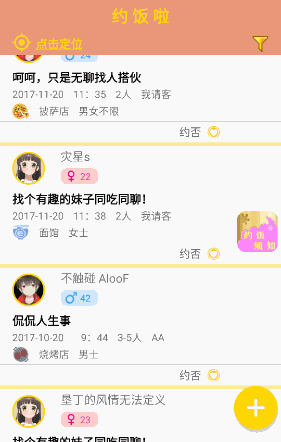 约饭啦
点击定位
24
呵呵，只是无聊找人搭伙
2017-11-20 11：35 2人 我请客
披萨店 男女不限
约否
灾星s
22
找个有趣的妹子同吃同聊！
2017-11-20 11：38 2人 我请客
面馆 女士
约饭
须知
约否
不触碰 AlooF
42
侃侃人生事
2017-10-20 9：44 3-5人 AA
烧烤店 男士
约否
垦丁的风情无法定义
23
找个有趣的妹子同吃同聊！